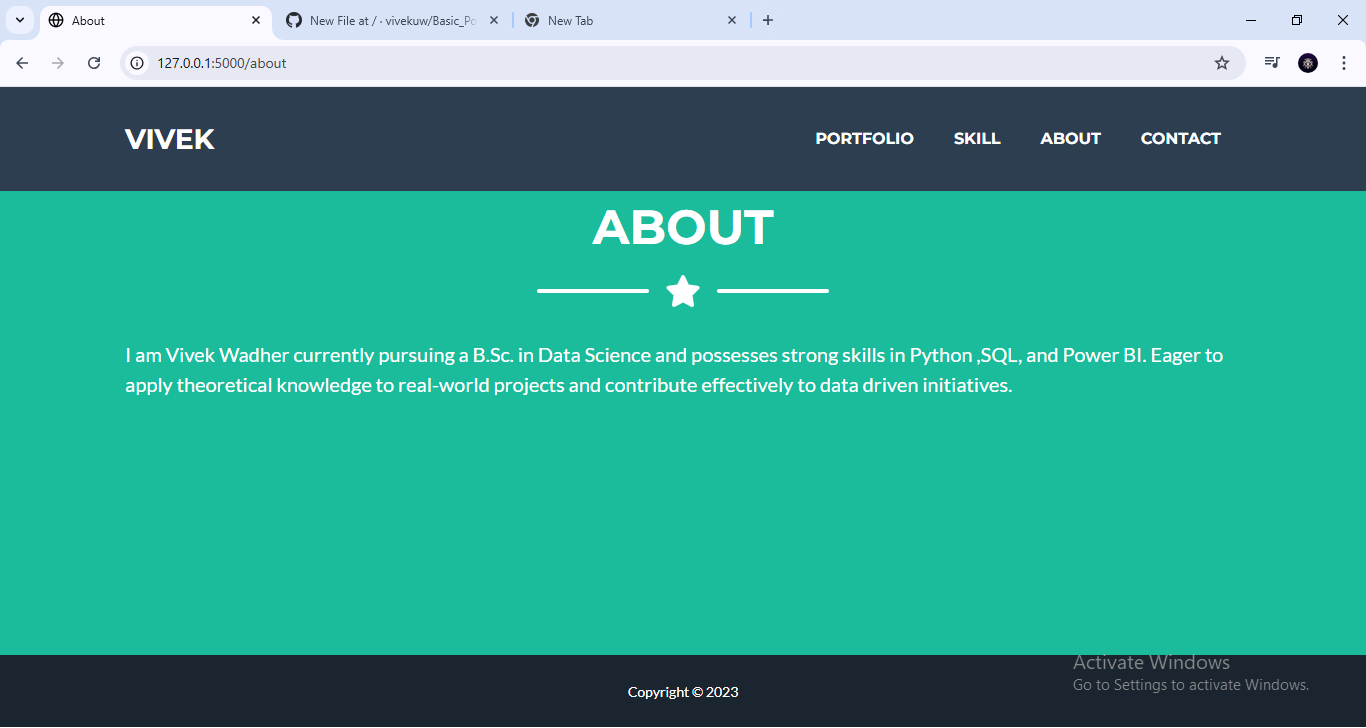 About
New File at / · vivekuw/Basic_Po
New Tab
127.0.0.1:5000/about
VIVEK
PORTFOLIO
SKILL
ABOUT
CONTACT
ABOUT
I am Vivek Wadher currently pursuing a B.Sc. in Data Science and possesses strong skills in Python ,SQL, and Power BI. Eager to
apply theoretical knowledge to real-world projects and contribute effectively to data driven initiatives.
Activate Windows
Go to Settings to activate Windows.
Copyright © 2023